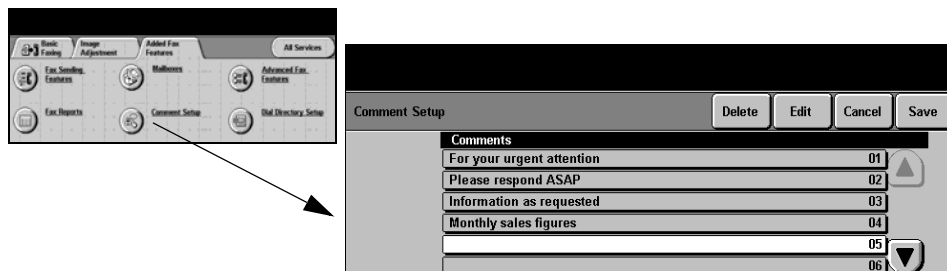 Basic Faxing
Image Adjustment
Added Fax Features
All Services
Fax Sending Features
Mailboxes
Advanced Fax Features
Fax Reports
Comment Setup
Dial Directory Setup
Comment Setup
Delete
Edit
Cancel
Save
Comments
For your urgent attention 01
Please respond ASAP 02
Information as requested 03
Monthly sales figures 04
05
06